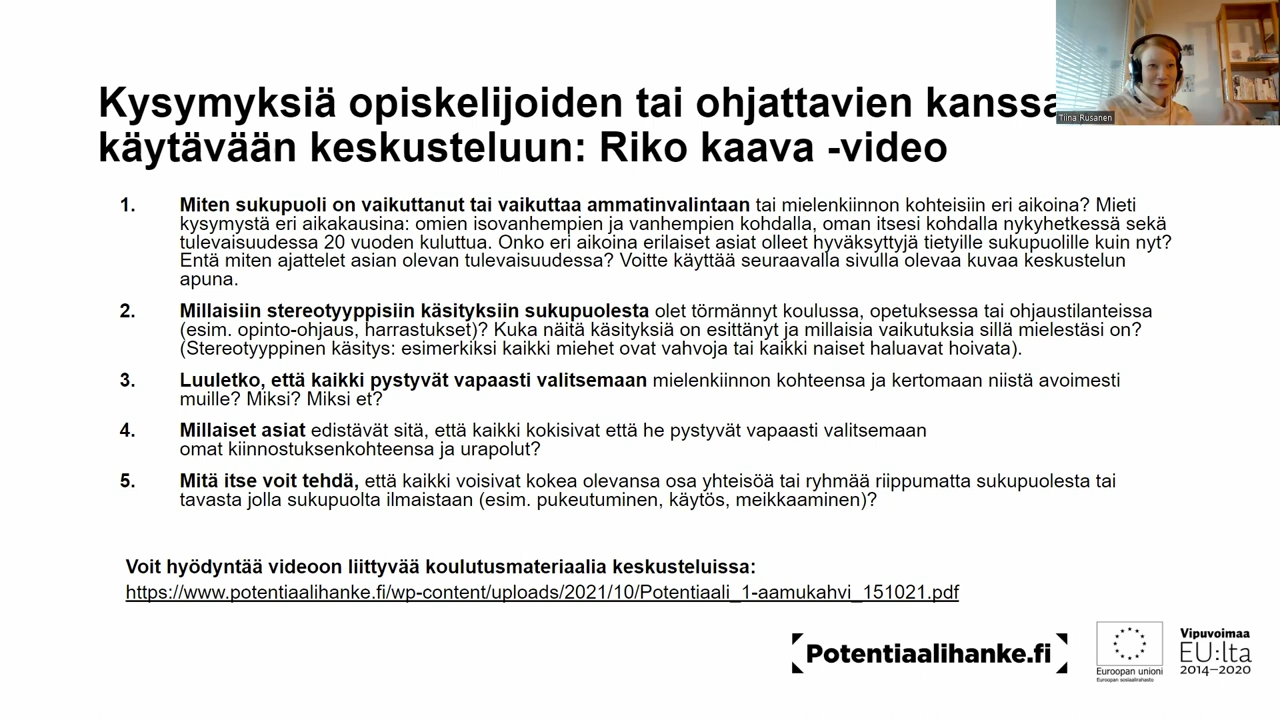 Kysymyksiä opiskelijoiden tai ohjattavien kanssa
käytävään keskusteluun: Riko kaava -video
Tiina Rusanen
1. Miten sukupuoli on vaikuttanut tai vaikuttaa ammatinvalintaan tai mielenkiinnon kohteisiin eri aikoina? Mieti
kysymystä eri aikakausina: omien isovanhempien ja vanhempien kohdalla, oman itsesi kohdalla nykyhetkessä sekä
tulevaisuudessa 20 vuoden kuluttua. Onko eri aikoina erilaiset asiat olleet hyväksyttyjä tietyille sukupuolille kuin nyt?
Entä miten ajattelet asian olevan tulevaisuudessa? Voitte käyttää seuraavalla sivulla olevaa kuvaa keskustelun
apuna.
2. Millaisiin stereotyyppisiin käsityksiin sukupuolesta olet törmännyt koulussa, opetuksessa tai ohjaustilanteissa
(esim. opinto-ohjaus, harrastukset)? Kuka näitä käsityksiä on esittänyt ja millaisia vaikutuksia sillä mielestäsi on?
(Stereotyyppinen käsitys: esimerkiksi kaikki miehet ovat vahvoja tai kaikki naiset haluavat hoivata).
3. Luuletko, että kaikki pystyvät vapaasti valitsemaan mielenkiinnon kohteensa ja kertomaan niistä avoimesti
muille? Miksi? Miksi et?
4. Millaiset asiat edistävät sitä, että kaikki kokisivat että he pystyvät vapaasti valitsemaan
omat kiinnostuksenkohteensa ja urapolut?
5. Mitä itse voit tehdä, että kaikki voisivat kokea olevansa osa yhteisöä tai ryhmää riippumatta sukupuolesta tai
tavasta jolla sukupuolta ilmaistaan (esim. pukeutuminen, käytös, meikkaaminen)?
Voit hyödyntää videoon liittyvää koulutusmateriaalia keskusteluissa:
https://www.potentiaalihanke.fi/wp-content/uploads/2021/10/Potentiaali_1-aamukahvi_151021.pdf
Potentiaalihanke.fi
Euroopan unioni
Euroopan sosiaalirahasto
Vipuvoimaa
EU:lta
2014–2020